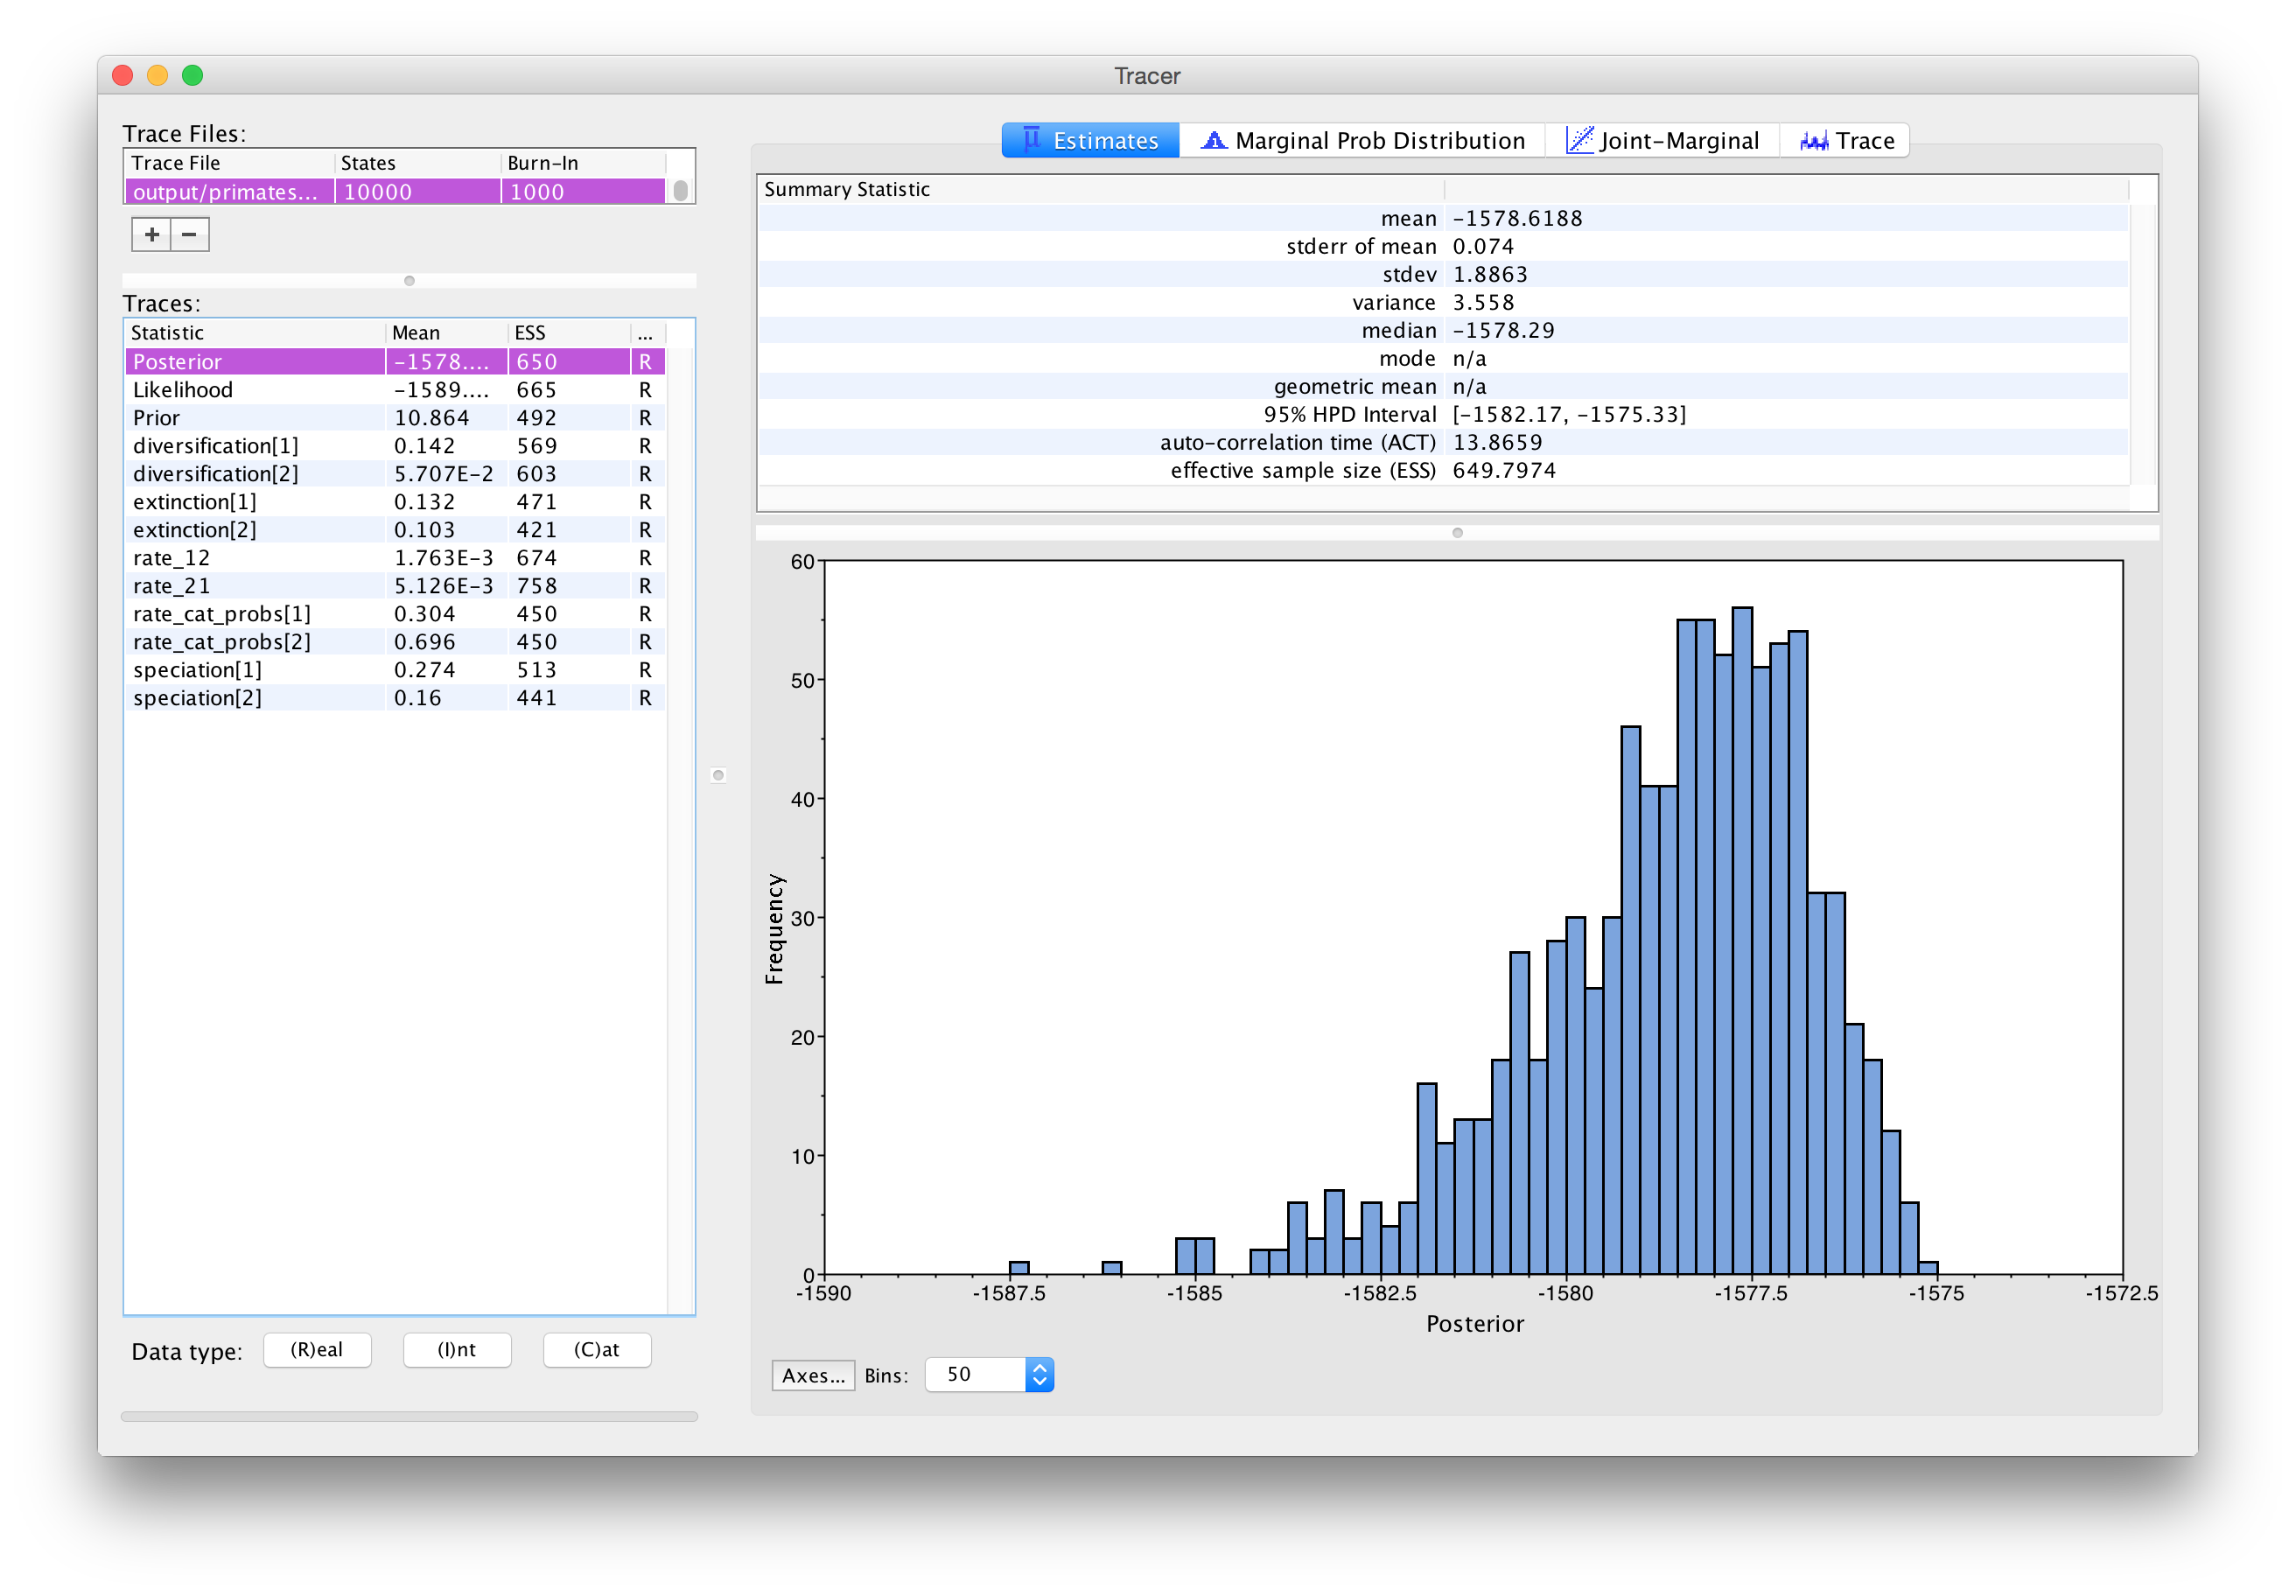 Tracer
Trace Files:
Trace File States Burn-In
output/primates... 10000 1000
+ −
Traces:
Statistic Mean ESS ...
Posterior -1578.... 650 R
Likelihood -1589.... 665 R
Prior 10.864 492 R
diversification[1] 0.142 569 R
diversification[2] 5.707E-2 603 R
extinction[1] 0.132 471 R
extinction[2] 0.103 421 R
rate_12 1.763E-3 674 R
rate_21 5.126E-3 758 R
rate_cat_probs[1] 0.304 450 R
rate_cat_probs[2] 0.696 450 R
speciation[1] 0.274 513 R
speciation[2] 0.16 441 R
Data type: (R)eal (I)nt (C)at
μ Estimates Marginal Prob Distribution Joint-Marginal Trace
Summary Statistic
mean -1578.6188
stderr of mean 0.074
stdev 1.8863
variance 3.558
median -1578.29
mode n/a
geometric mean n/a
95% HPD Interval [-1582.17, -1575.33]
auto-correlation time (ACT) 13.8659
effective sample size (ESS) 649.7974
60
50
40
30
20
10
0
Frequency
-1590 -1587.5 -1585 -1582.5 -1580 -1577.5 -1575 -1572.5
Posterior
Axes... Bins: 50